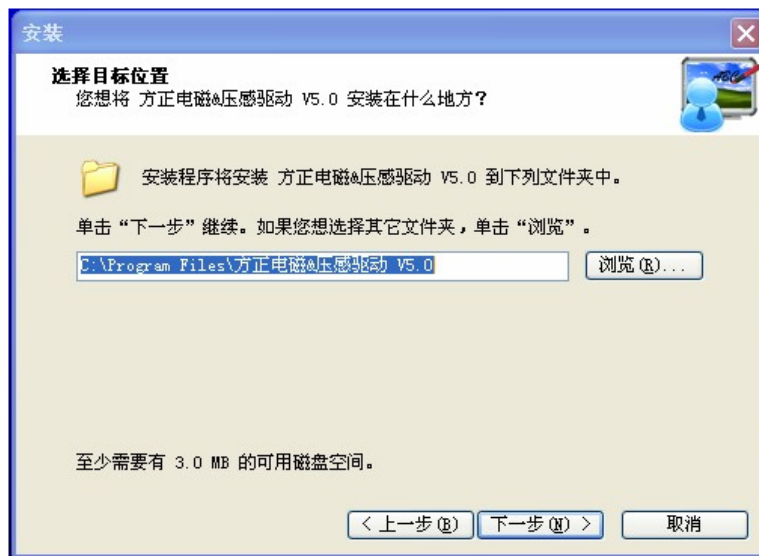 安装
选择目标位置
您想将 方正电磁&压感驱动 V5.0 安装在什么地方？
安装程序将安装 方正电磁&压感驱动 V5.0 到下列文件夹中。
单击“下一步”继续。如果您想选择其它文件夹，单击“浏览”。
C:\Program Files\方正电磁&压感驱动 V5.0
浏览(R)...
至少需要有 3.0 MB 的可用磁盘空间。
< 上一步(B) 下一步(N) > 取消